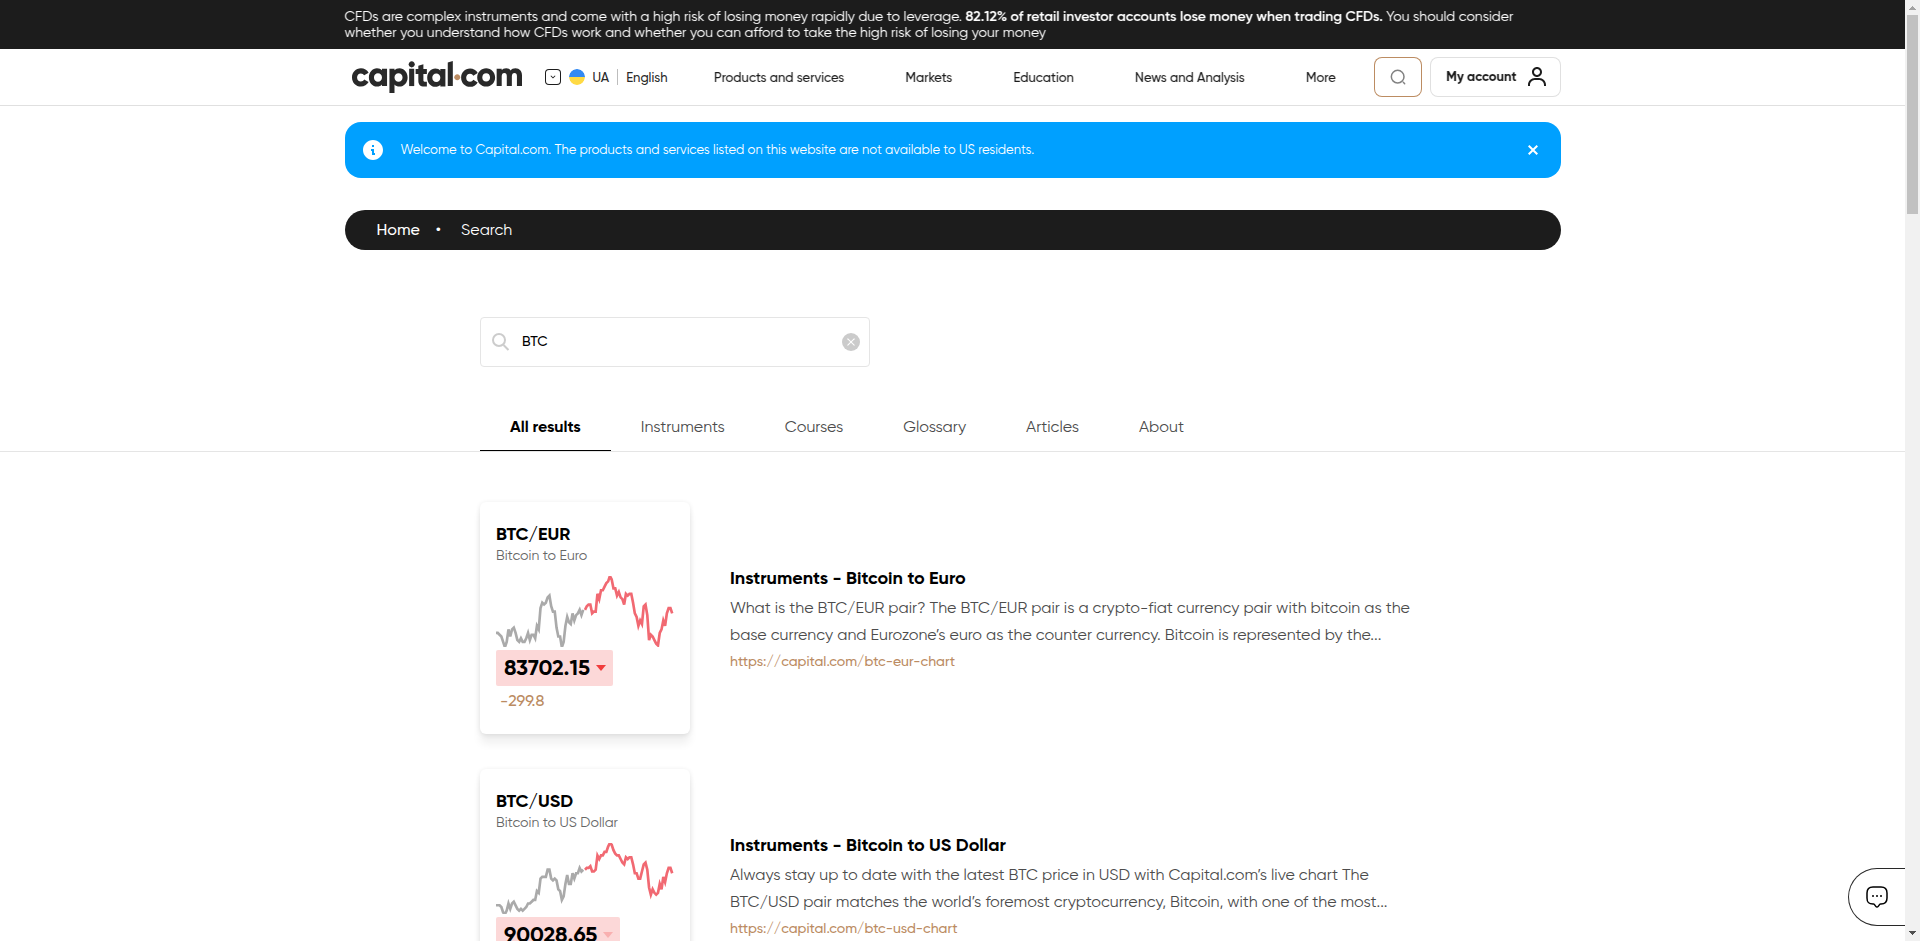 CFDs are complex instruments and come with a high risk of losing money rapidly due to leverage. 82.12% of retail investor accounts lose money when trading CFDs. You should consider
whether you understand how CFDs work and whether you can afford to take the high risk of losing your money
capital.com UA English Products and services Markets Education News and Analysis More My account
Welcome to Capital.com. The products and services listed on this website are not available to US residents.
Home • Search
BTC
All results Instruments Courses Glossary Articles About
BTC/EUR
Bitcoin to Euro
83702.15
-299.8
Instruments - Bitcoin to Euro
What is the BTC/EUR pair? The BTC/EUR pair is a crypto-fiat currency pair with bitcoin as the
base currency and Eurozone's euro as the counter currency. Bitcoin is represented by the...
https://capital.com/btc-eur-chart
BTC/USD
Bitcoin to US Dollar
90028.65
Instruments - Bitcoin to US Dollar
Always stay up to date with the latest BTC price in USD with Capital.com's live chart The
BTC/USD pair matches the world's foremost cryptocurrency, Bitcoin, with one of the most...
https://capital.com/btc-usd-chart